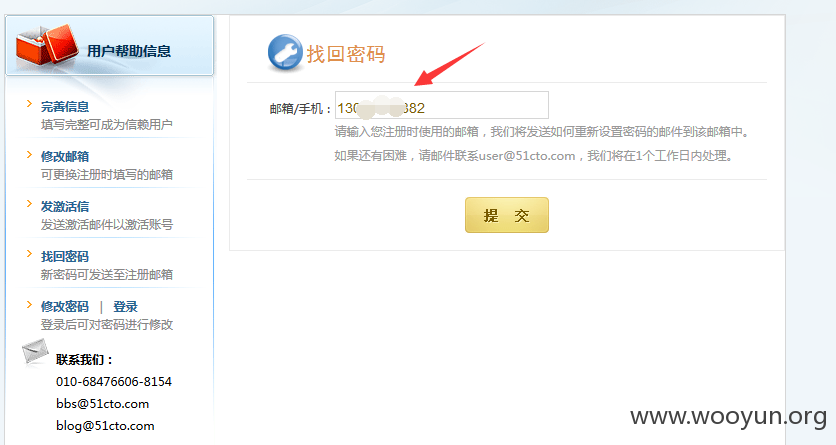 用户帮助信息
完善信息
填写完整可成为信赖用户
修改邮箱
可更换注册时填写的邮箱
发激活信
发送激活邮件以激活账号
找回密码
新密码可发送至注册邮箱
修改密码 | 登录
登录后可对密码进行修改
联系我们：
010-68476606-8154
bbs@51cto.com
blog@51cto.com
找回密码
邮箱/手机：130 382
请输入您注册时使用的邮箱，我们将发送如何重新设置密码的邮件到该邮箱中。
如果还有困难，请邮件联系user@51cto.com，我们将在1个工作日内处理。
提 交
www.wooyun.org